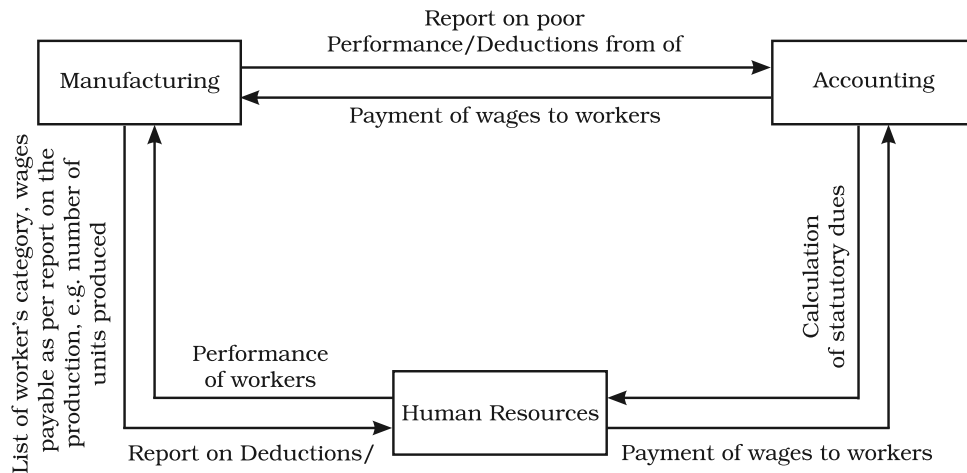 Report on poor
Performance/Deductions from of
Manufacturing
Accounting
Payment of wages to workers
List of worker's category, wages
payable as per report on the
production, e.g. number of
units produced
Calculation
of statutory dues
Performance
of workers
Human Resources
Report on Deductions/
Payment of wages to workers